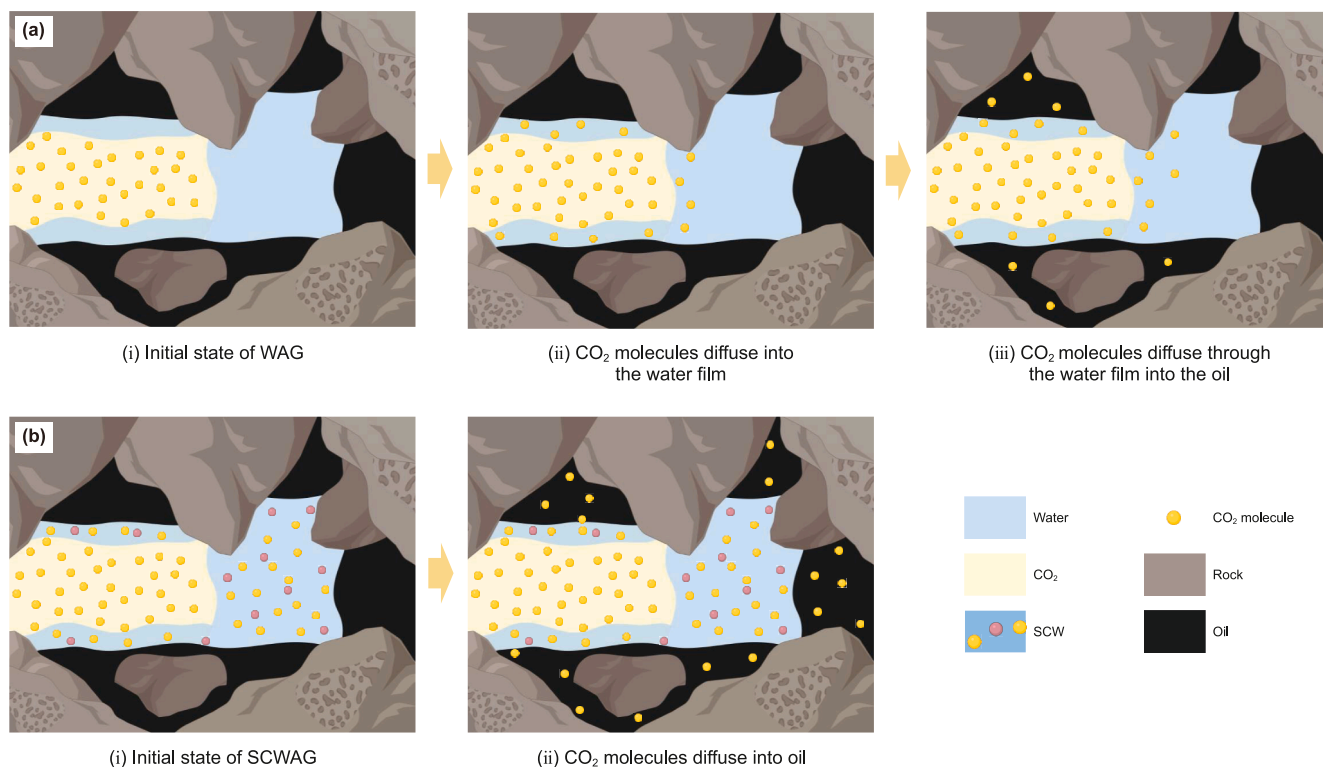 (a)
(i) Initial state of WAG
(ii) CO₂ molecules diffuse into
the water film
(iii) CO₂ molecules diffuse through
the water film into the oil
(b)
(i) Initial state of SCWAG
(ii) CO₂ molecules diffuse into oil
Water
CO₂ molecule
CO₂
Rock
SCW
Oil